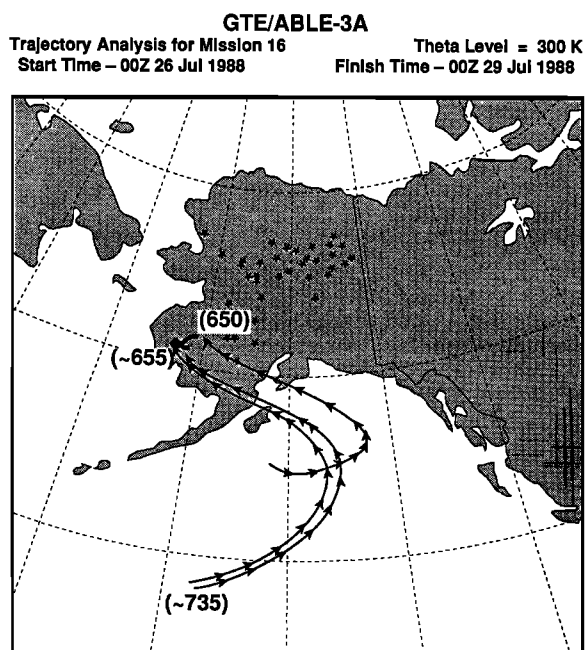 GTE/ABLE-3A
Trajectory Analysis for Mission 16 Theta Level = 300 K
Start Time – 00Z 26 Jul 1988 Finish Time – 00Z 29 Jul 1988
(650)
(~655)
(~735)